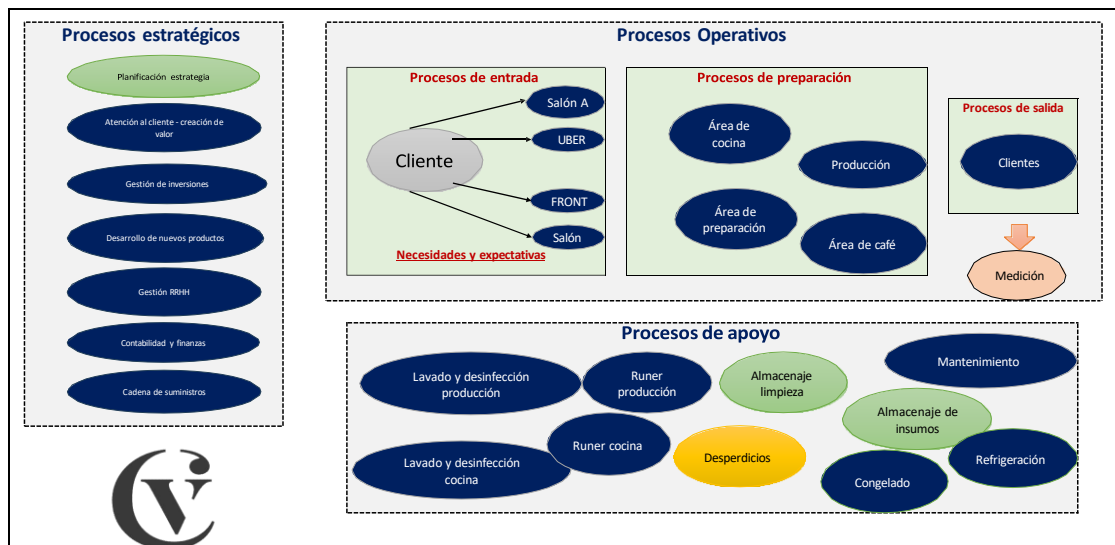 Procesos estratégicos
Planificación estrategia
Atención al cliente - creación de
valor
Gestión de inversiones
Desarrollo de nuevos productos
Gestión RRHH
Contabilidad y finanzas
Cadena de suministros
Procesos Operativos
Procesos de entrada
Cliente
Salón A
UBER
FRONT
Salón
Necesidades y expectativas
Procesos de preparación
Área de
cocina
Producción
Área de
preparación
Área de café
Procesos de salida
Clientes
Medición
Procesos de apoyo
Lavado y desinfección
producción
Runer
producción
Almacenaje
limpieza
Mantenimiento
Almacenaje de
insumos
Runer cocina
Lavado y desinfección
cocina
Desperdicios
Refrigeración
Congelado
CV